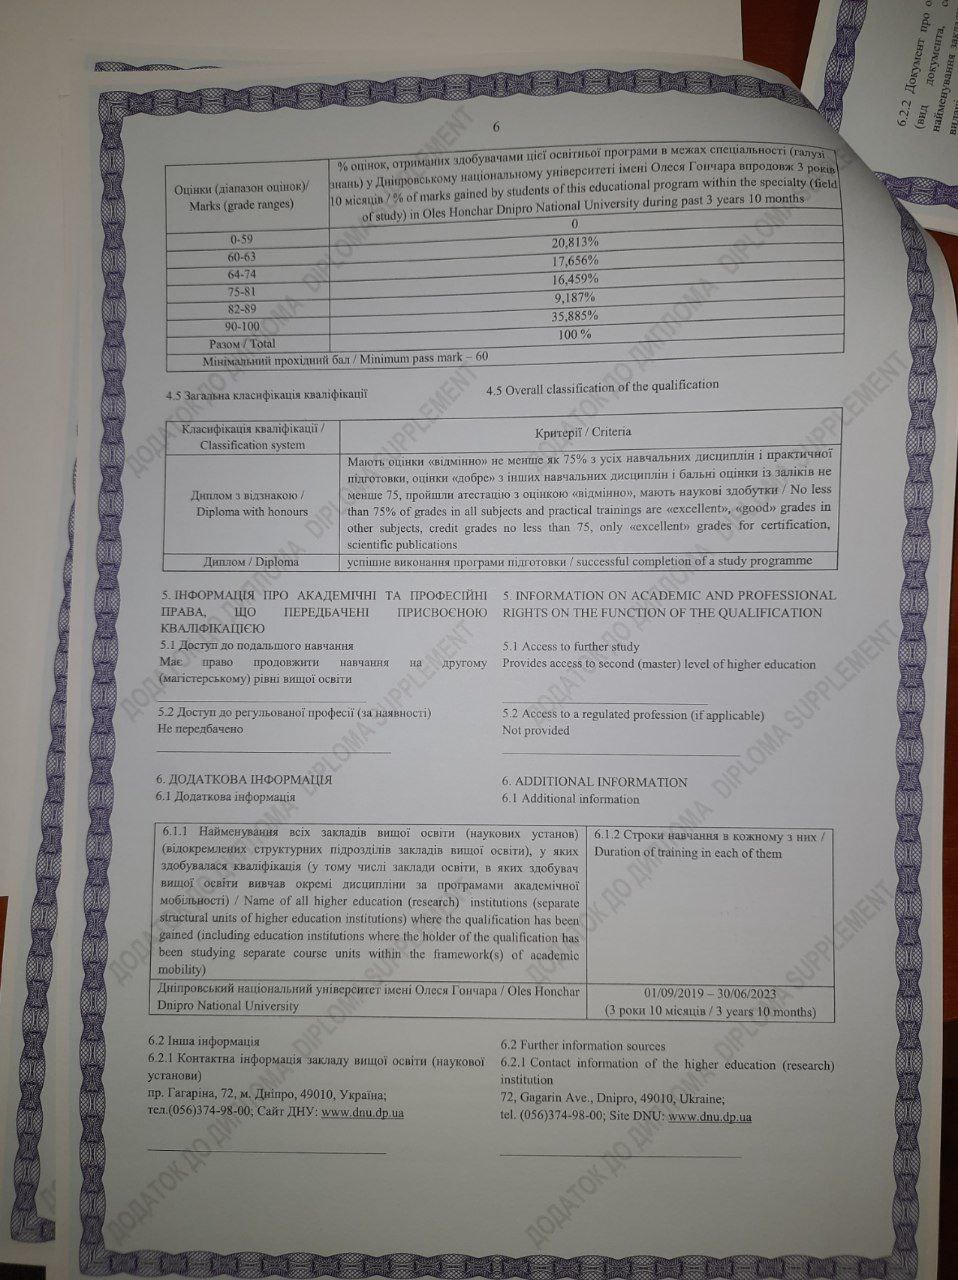 6
Оцінки (діапазон оцінок)/
Marks (grade ranges)
% оцінок, отриманих здобувачами цієї освітньої програми в межах спеціальності (галузі
знань) у Дніпровському національному університеті імені Олеся Гончара впродовж 3 років
10 місяців / % of marks gained by students of this educational program within the specialty (field
of study) in Oles Honchar Dnipro National University during past 3 years 10 months
0-59 0
60-63 20,813%
64-74 17,656%
75-81 16,459%
82-89 9,187%
90-100 35,885%
Разом / Total 100 %
Мінімальний прохідний бал / Minimum pass mark – 60
4.5 Загальна класифікація кваліфікації
4.5 Overall classification of the qualification
Класифікація кваліфікації /
Classification system
Критерії / Criteria
Диплом з відзнакою /
Diploma with honours
Мають оцінки «відмінно» не менше як 75% з усіх навчальних дисциплін і практичної
підготовки, оцінки «добре» з інших навчальних дисциплін і бальні оцінки із заліків не
менше 75, пройшли атестацію з оцінкою «відмінно», мають наукові здобутки / No less
than 75% of grades in all subjects and practical trainings are «excellent», «good» grades in
other subjects, credit grades no less than 75, only «excellent» grades for certification,
scientific publications
Диплом / Diploma
успішне виконання програми підготовки / successful completion of a study programme
5. ІНФОРМАЦІЯ ПРО АКАДЕМІЧНІ ТА ПРОФЕСІЙНІ
ПРАВА, ЩО ПЕРЕДБАЧЕНІ ПРИСВОЄНОЮ
КВАЛІФІКАЦІЄЮ
5.1 Доступ до подальшого навчання
Має право продовжити навчання на другому
(магістерському) рівні вищої освіти
5.2 Доступ до регульованої професії (за наявності)
Не передбачено
5. INFORMATION ON ACADEMIC AND PROFESSIONAL
RIGHTS ON THE FUNCTION OF THE QUALIFICATION
5.1 Access to further study
Provides access to second (master) level of higher education
5.2 Access to a regulated profession (if applicable)
Not provided
6. ДОДАТКОВА ІНФОРМАЦІЯ
6.1 Додаткова інформація
6. ADDITIONAL INFORMATION
6.1 Additional information
6.1.1 Найменування всіх закладів вищої освіти (наукових установ)
(відокремлених структурних підрозділів закладів вищої освіти), у яких
здобувалася кваліфікація (у тому числі заклади освіти, в яких здобувач
вищої освіти вивчав окремі дисципліни за програмами академічної
мобільності) / Name of all higher education (research) institutions (separate
structural units of higher education institutions) where the qualification has been
gained (including education institutions where the holder of the qualification has
been studying separate course units within the framework(s) of academic
mobility)
6.1.2 Строки навчання в кожному з них /
Duration of training in each of them
Дніпровський національний університет імені Олеся Гончара / Oles Honchar
Dnipro National University
01/09/2019 – 30/06/2023
(3 роки 10 місяців / 3 years 10 months)
6.2 Інша інформація
6.2.1 Контактна інформація закладу вищої освіти (наукової
установи)
пр. Гагаріна, 72, м. Дніпро, 49010, Україна;
тел.(056)374-98-00; Сайт ДНУ: www.dnu.dp.ua
6.2 Further information sources
6.2.1 Contact information of the higher education (research)
institution
72, Gagarin Ave., Dnipro, 49010, Ukraine;
tel. (056)374-98-00; Site DNU: www.dnu.dp.ua
6.2.2 Документ про
(вид документа,
найменування
ДОДАТОК ДО ДИПЛОМА DIPLOMA SUPPLEMENT